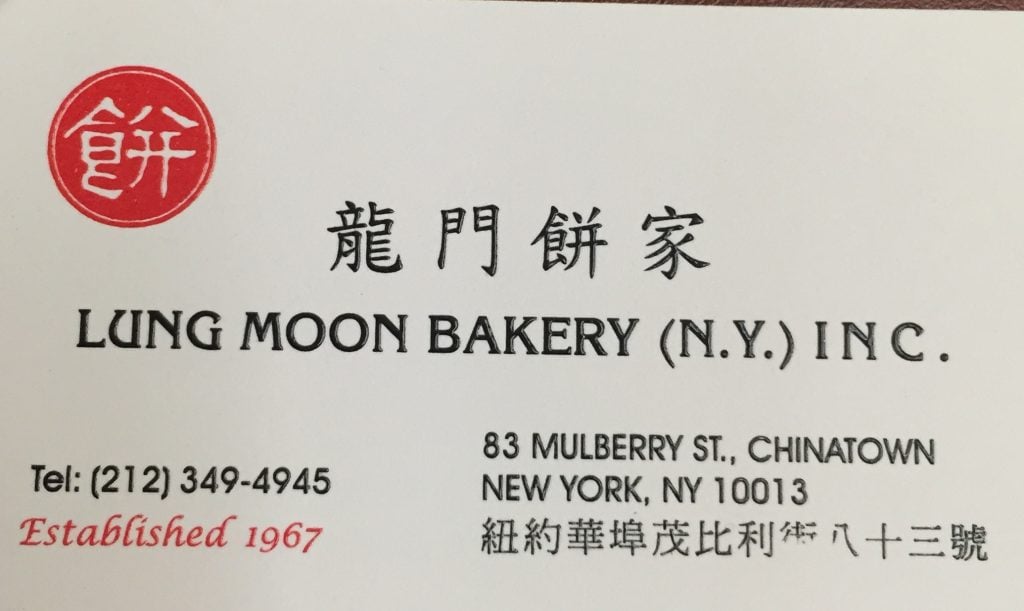 餅
龍門餅家
LUNG MOON BAKERY (N.Y.) INC.
Tel: (212) 349-4945
Established 1967
83 MULBERRY ST., CHINATOWN
NEW YORK, NY 10013
紐約華埠茂比利街八十三號